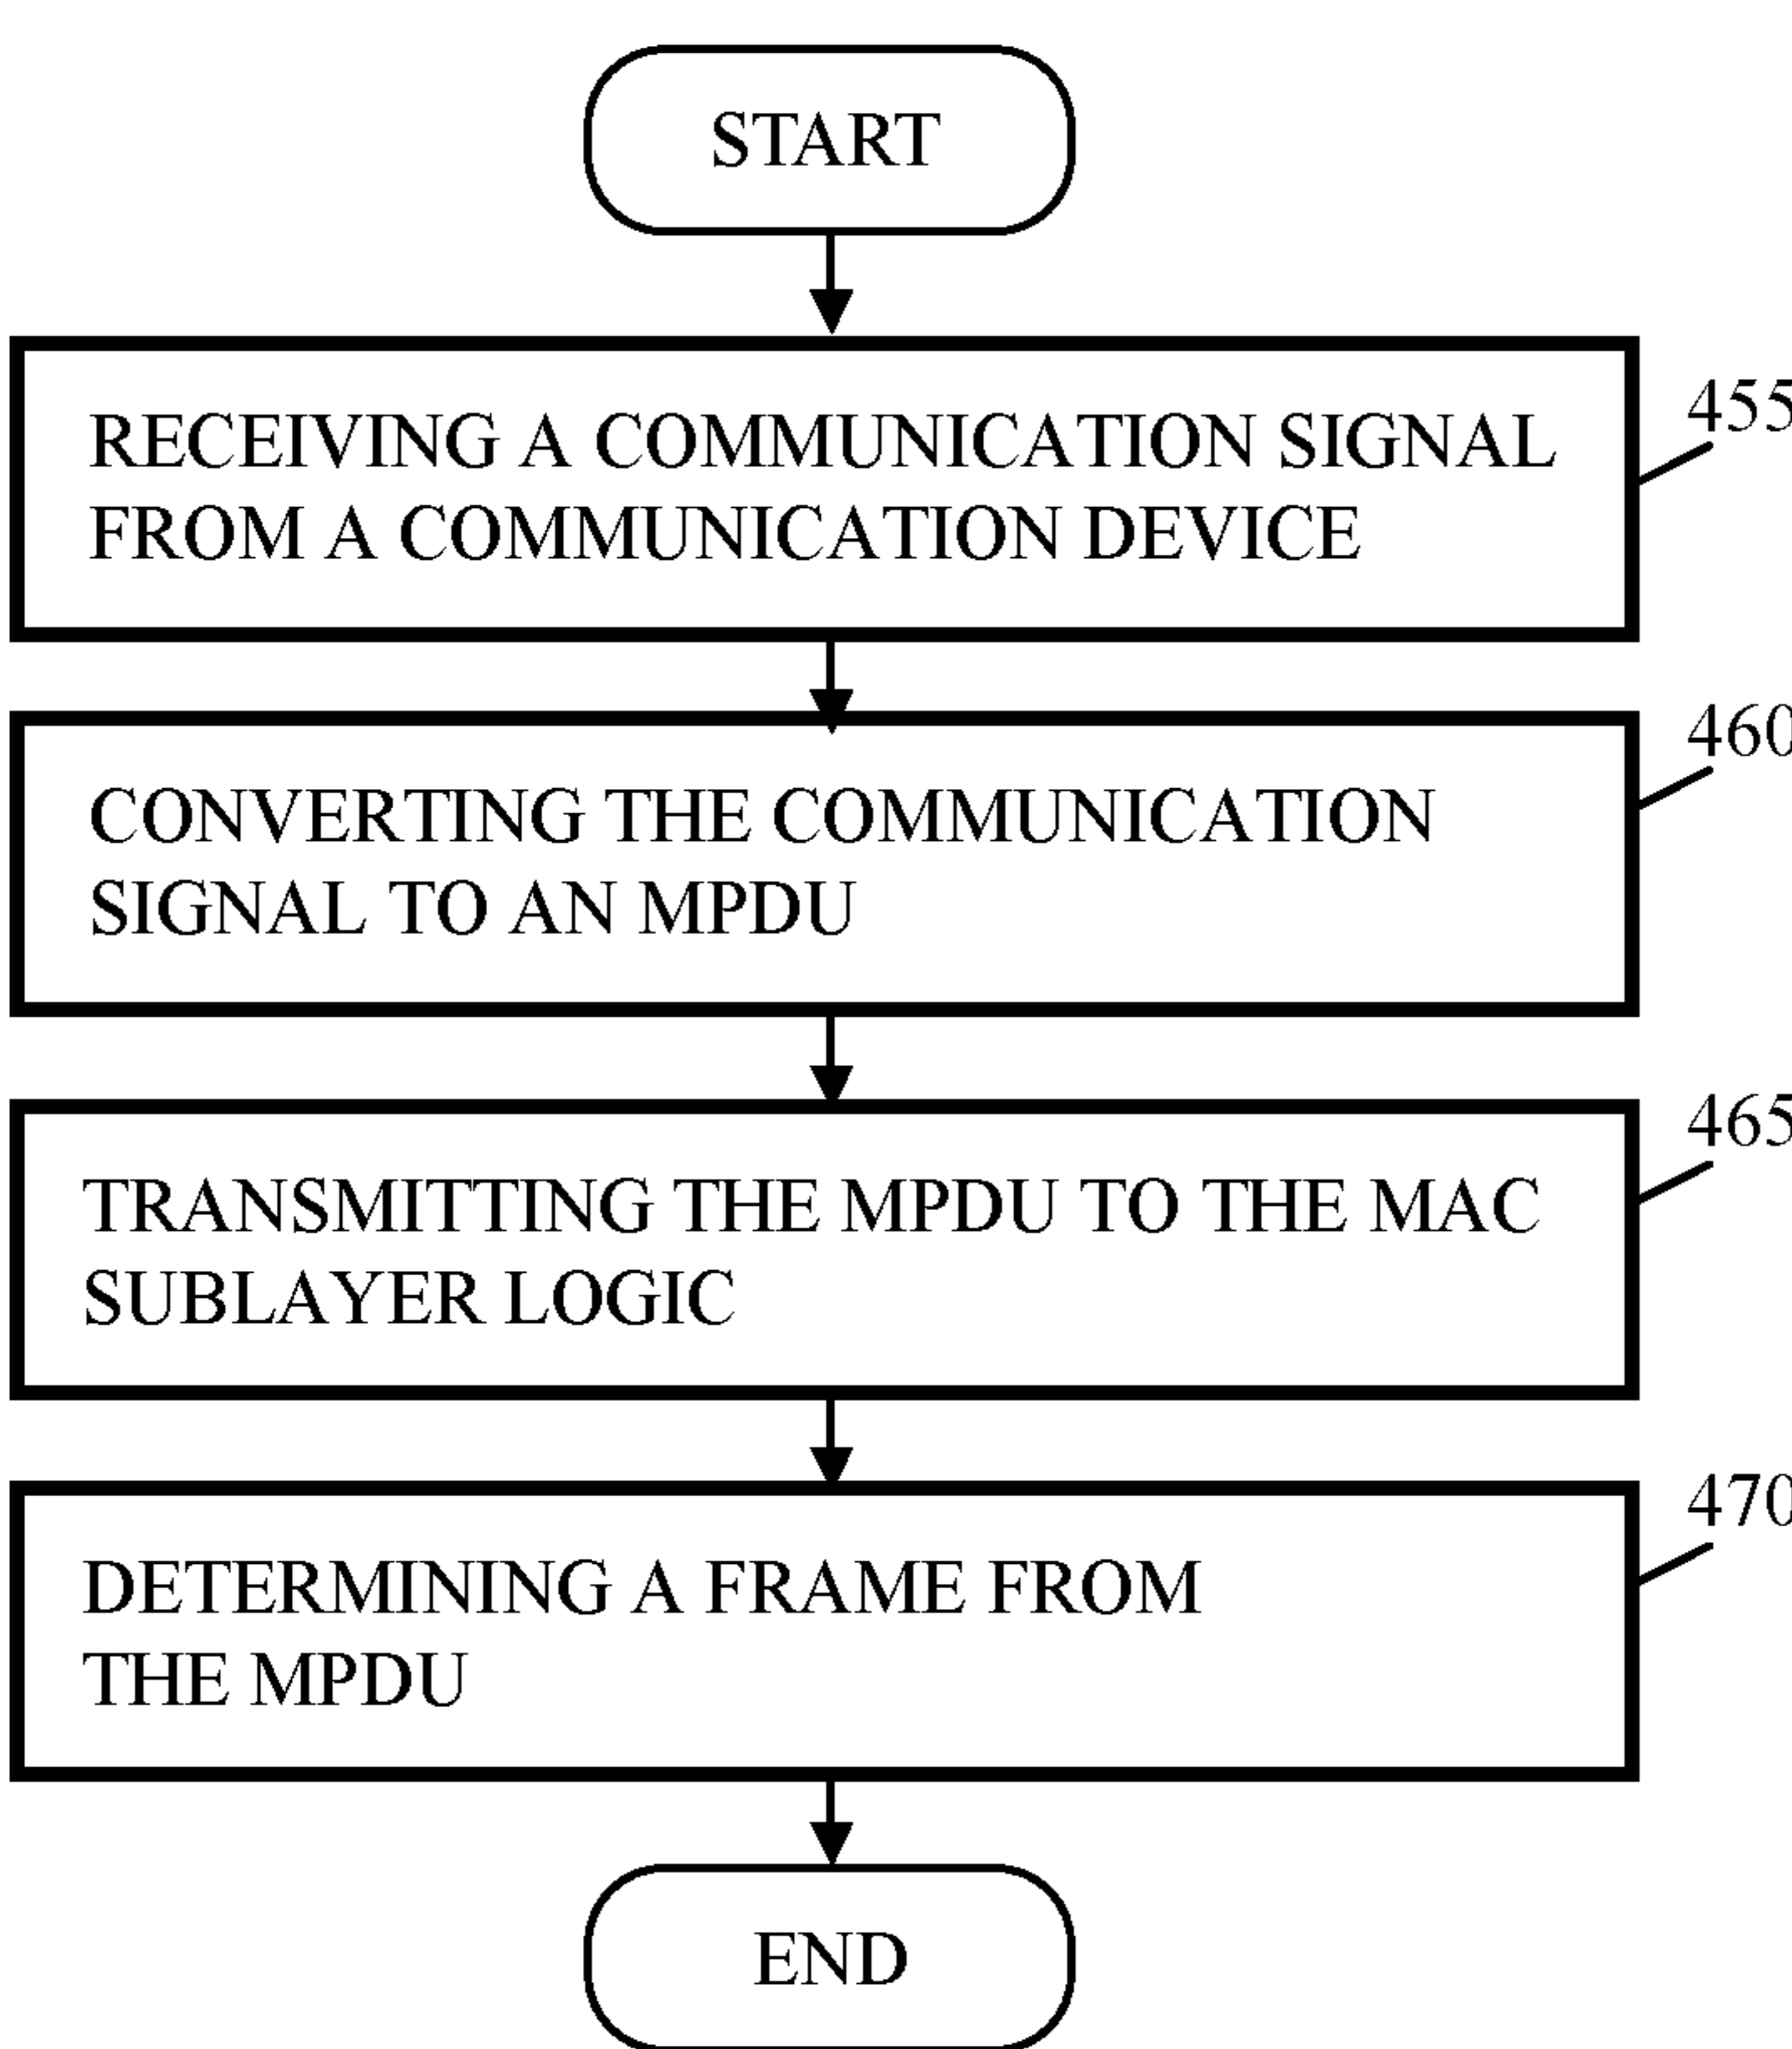 START
RECEIVING A COMMUNICATION SIGNAL
FROM A COMMUNICATION DEVICE
455
CONVERTING THE COMMUNICATION
SIGNAL TO AN MPDU
460
TRANSMITTING THE MPDU TO THE MAC
SUBLAYER LOGIC
465
DETERMINING A FRAME FROM
THE MPDU
470
END